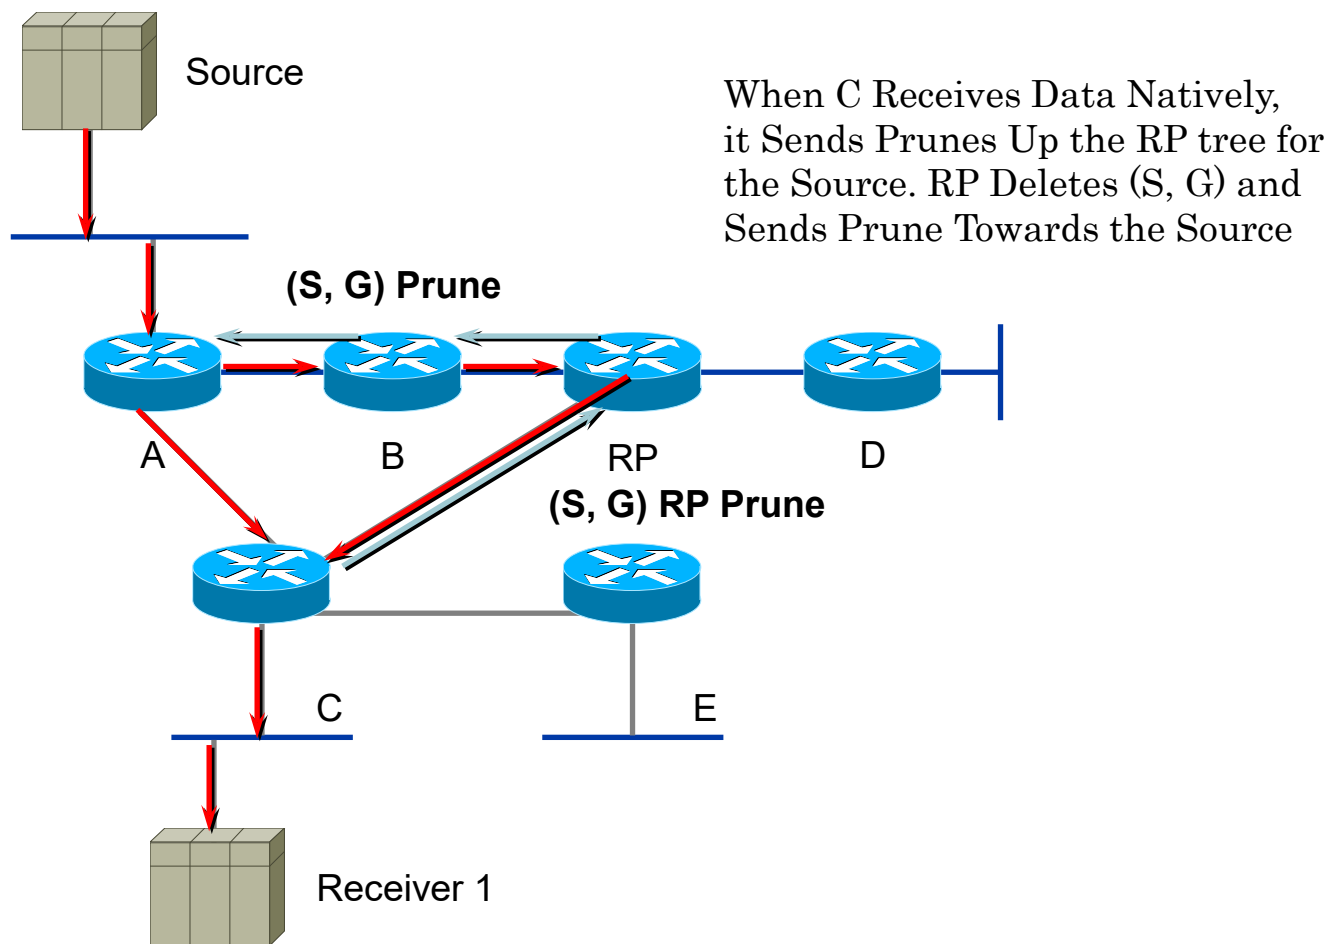 Source
When C Receives Data Natively,
it Sends Prunes Up the RP tree for
the Source. RP Deletes (S, G) and
Sends Prune Towards the Source
(S, G) Prune
A
B
RP
D
(S, G) RP Prune
C
E
Receiver 1